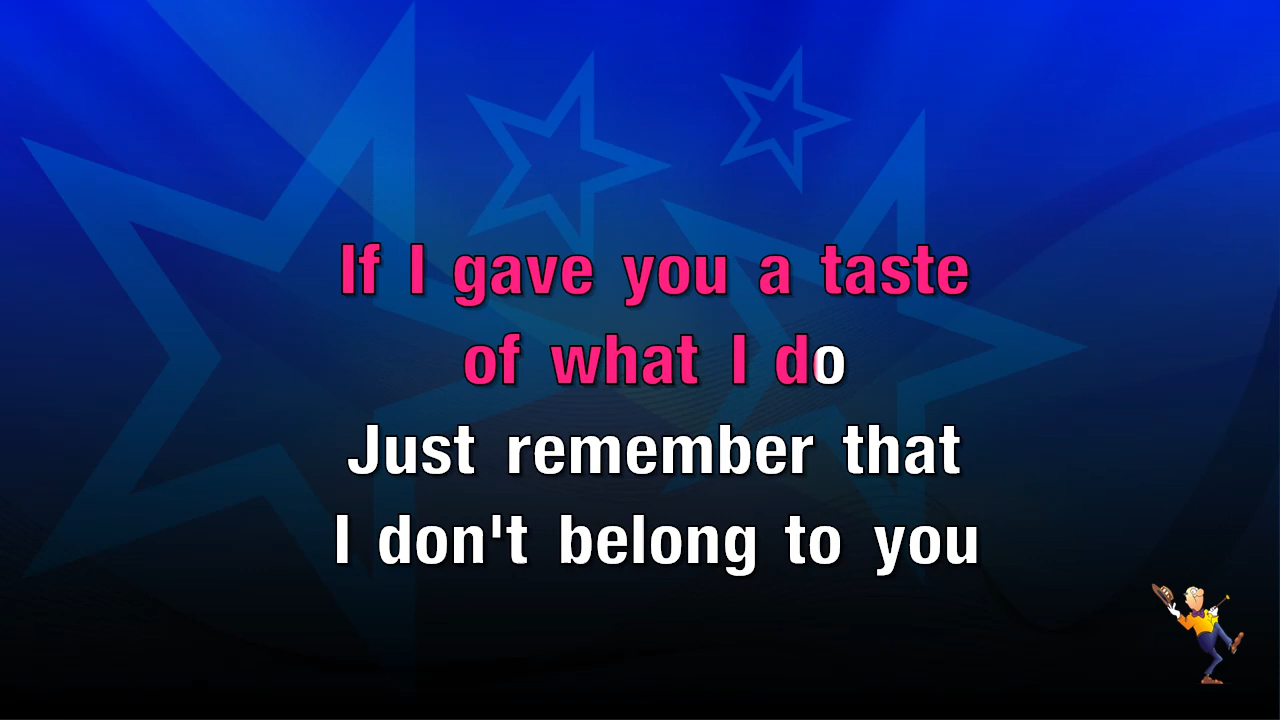 If I gave you a taste
of what I do
Just remember that
I don't belong to you